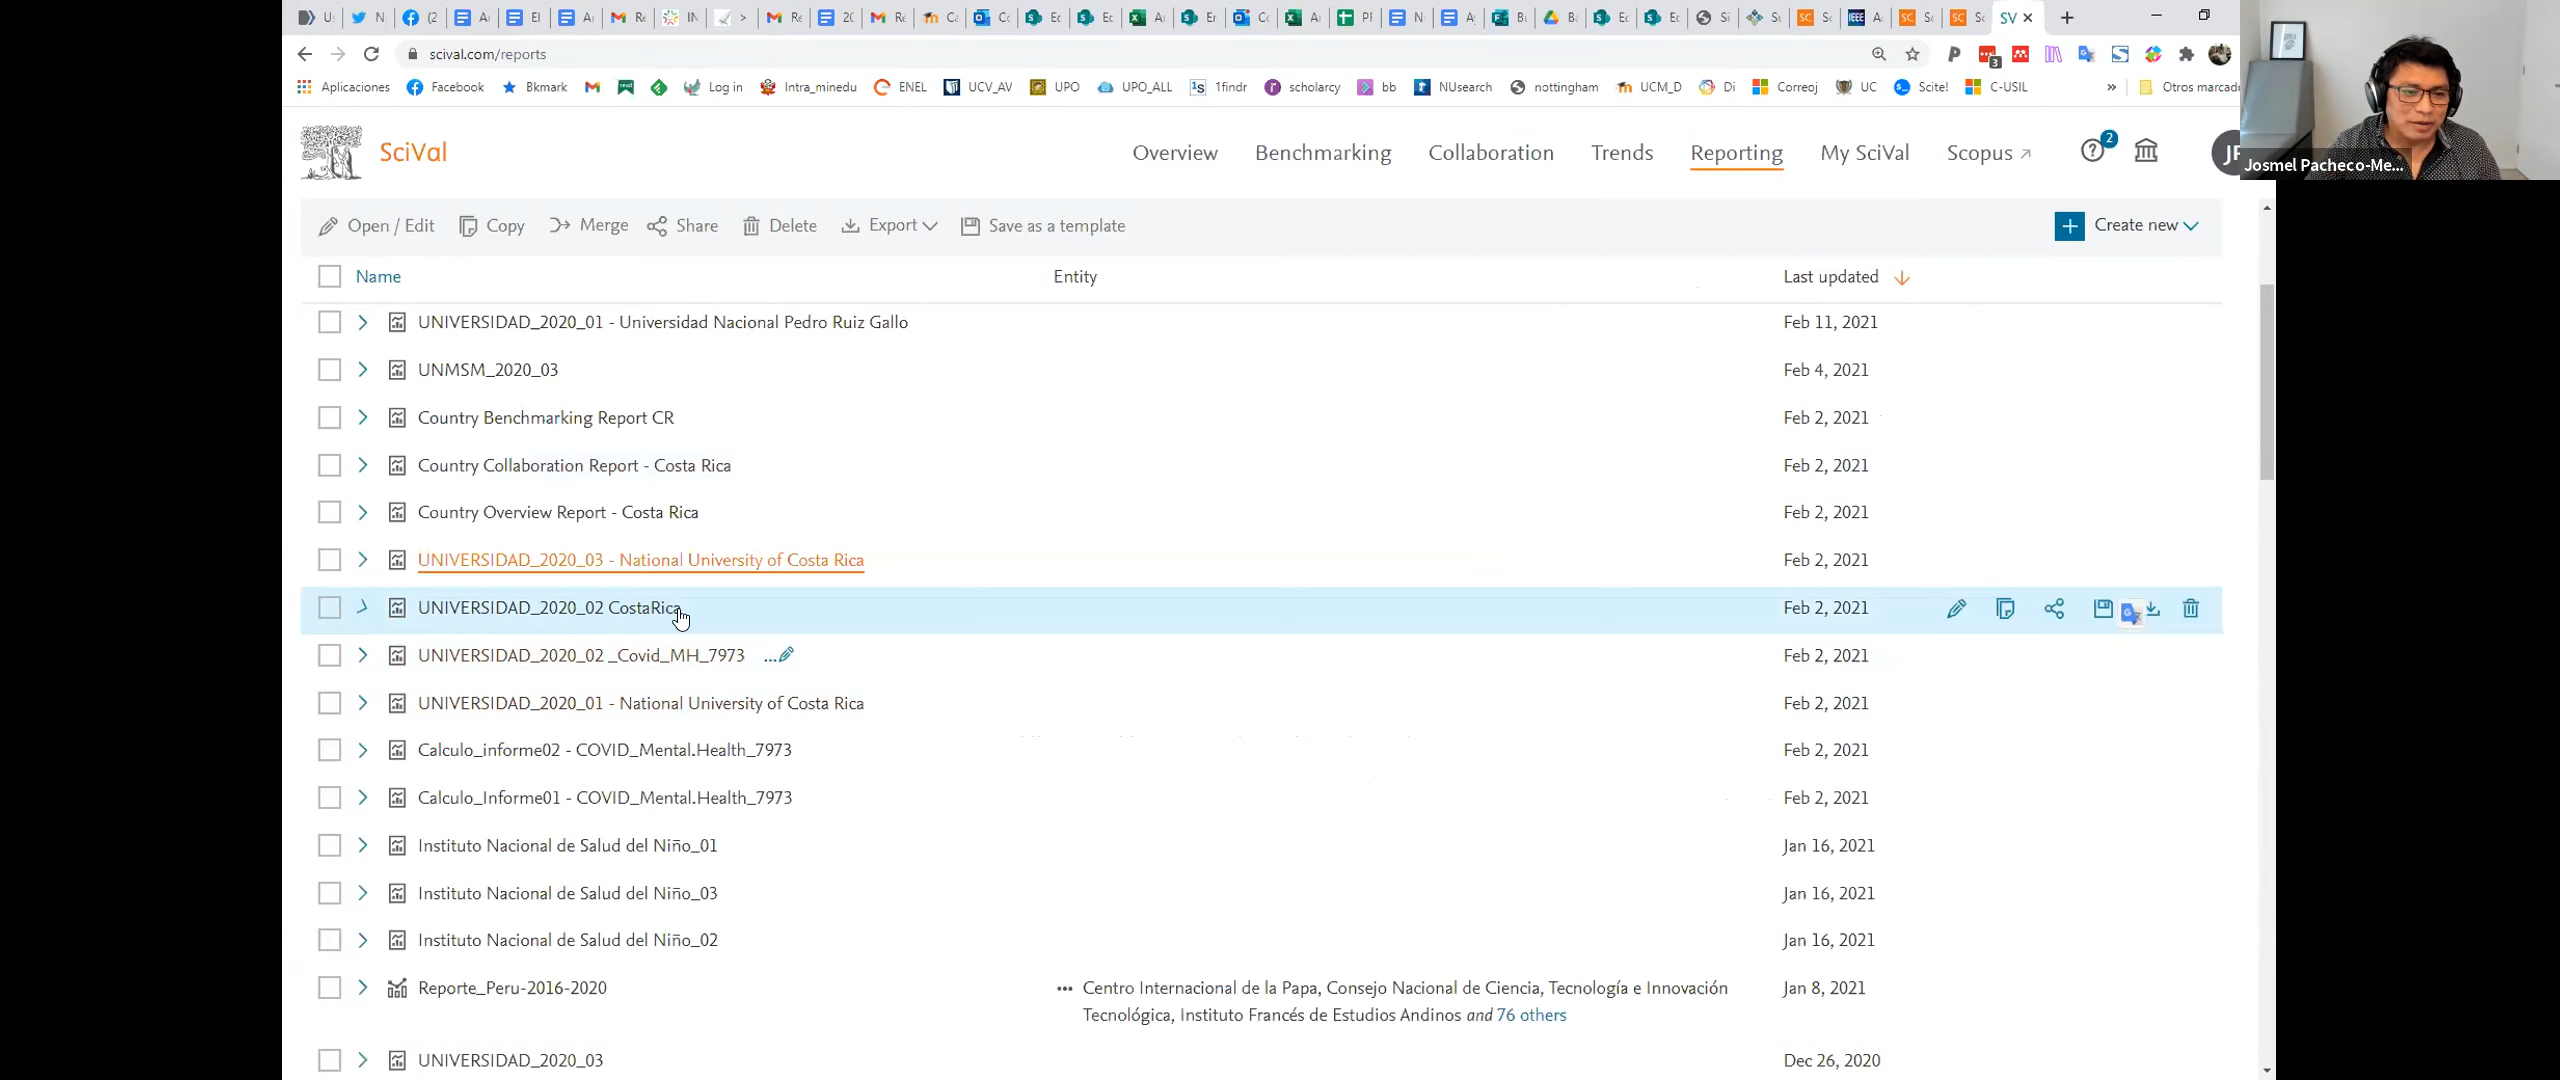 scival.com/reports
Aplicaciones Facebook Bkmark Log in Intra_minedu ENEL UCV_AV UPO UPO_ALL 1findr scholarcy bb NUsearch nottingham UCM_D Di Correoj UC Scite! C-USIL » Otros marcado
SciVal
Overview Benchmarking Collaboration Trends Reporting My SciVal Scopus 2
Josmel Pacheco-Me...
Open / Edit Copy Merge Share Delete Export Save as a template Create new
Name Entity Last updated
UNIVERSIDAD_2020_01 - Universidad Nacional Pedro Ruiz Gallo Feb 11, 2021
UNMSM_2020_03 Feb 4, 2021
Country Benchmarking Report CR Feb 2, 2021
Country Collaboration Report - Costa Rica Feb 2, 2021
Country Overview Report - Costa Rica Feb 2, 2021
UNIVERSIDAD_2020_03 - National University of Costa Rica Feb 2, 2021
UNIVERSIDAD_2020_02 CostaRica Feb 2, 2021
UNIVERSIDAD_2020_02 _Covid_MH_7973 ... Feb 2, 2021
UNIVERSIDAD_2020_01 - National University of Costa Rica Feb 2, 2021
Calculo_informe02 - COVID_Mental.Health_7973 Feb 2, 2021
Calculo_Informe01 - COVID_Mental.Health_7973 Feb 2, 2021
Instituto Nacional de Salud del Niño_01 Jan 16, 2021
Instituto Nacional de Salud del Niño_03 Jan 16, 2021
Instituto Nacional de Salud del Niño_02 Jan 16, 2021
Reporte_Peru-2016-2020 ... Centro Internacional de la Papa, Consejo Nacional de Ciencia, Tecnología e Innovación Jan 8, 2021
Tecnológica, Instituto Francés de Estudios Andinos and 76 others
UNIVERSIDAD_2020_03 Dec 26, 2020